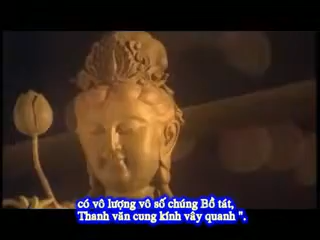 có vô lượng vô số chúng Bồ tát,
Thanh văn cung kính vây quanh ".